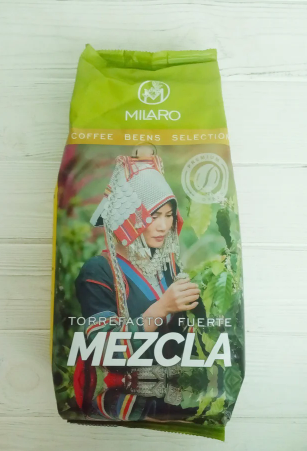 MILARO
COFFEE BEENS SELECTION
TORREFACTO FUERTE
MEZCLA